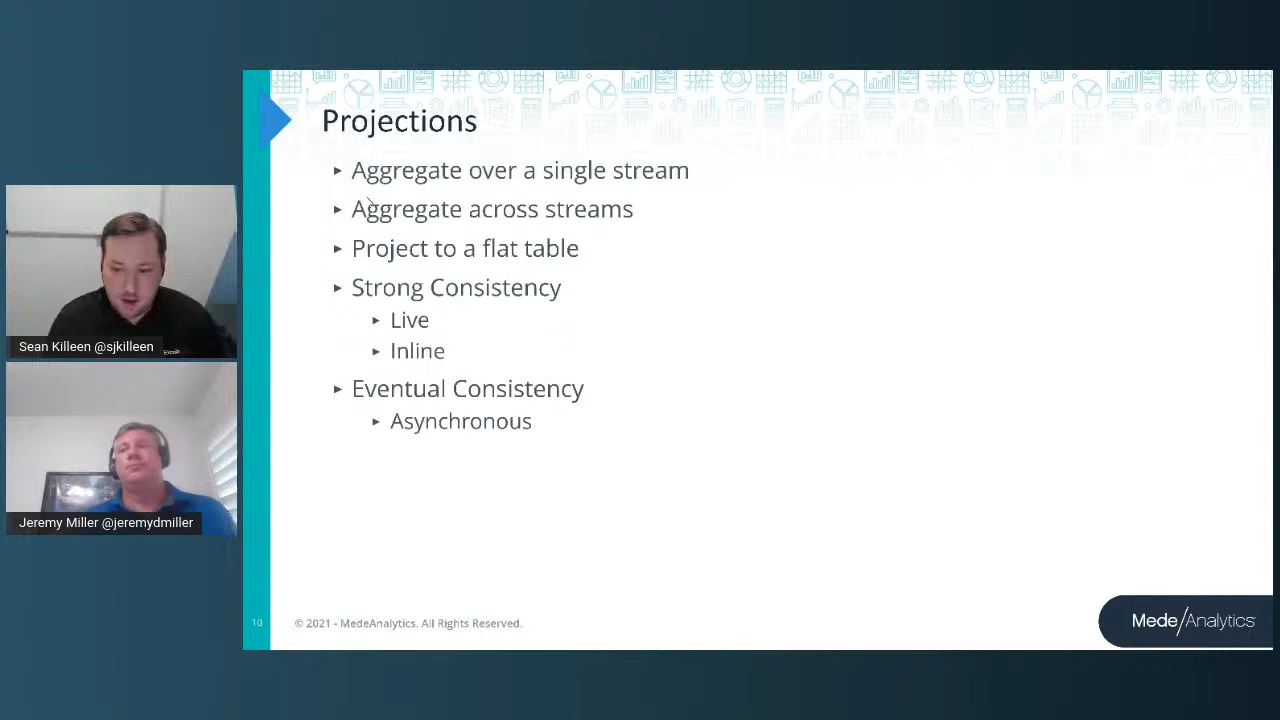 Projections
▸ Aggregate over a single stream
▸ Aggregate across streams
▸ Project to a flat table
▸ Strong Consistency
▸ Live
▸ Inline
▸ Eventual Consistency
▸ Asynchronous
10
© 2021 - MedeAnalytics. All Rights Reserved.
Mede/Analytics
Sean Killeen @sjkilleen
Jeremy Miller @jeremydmiller